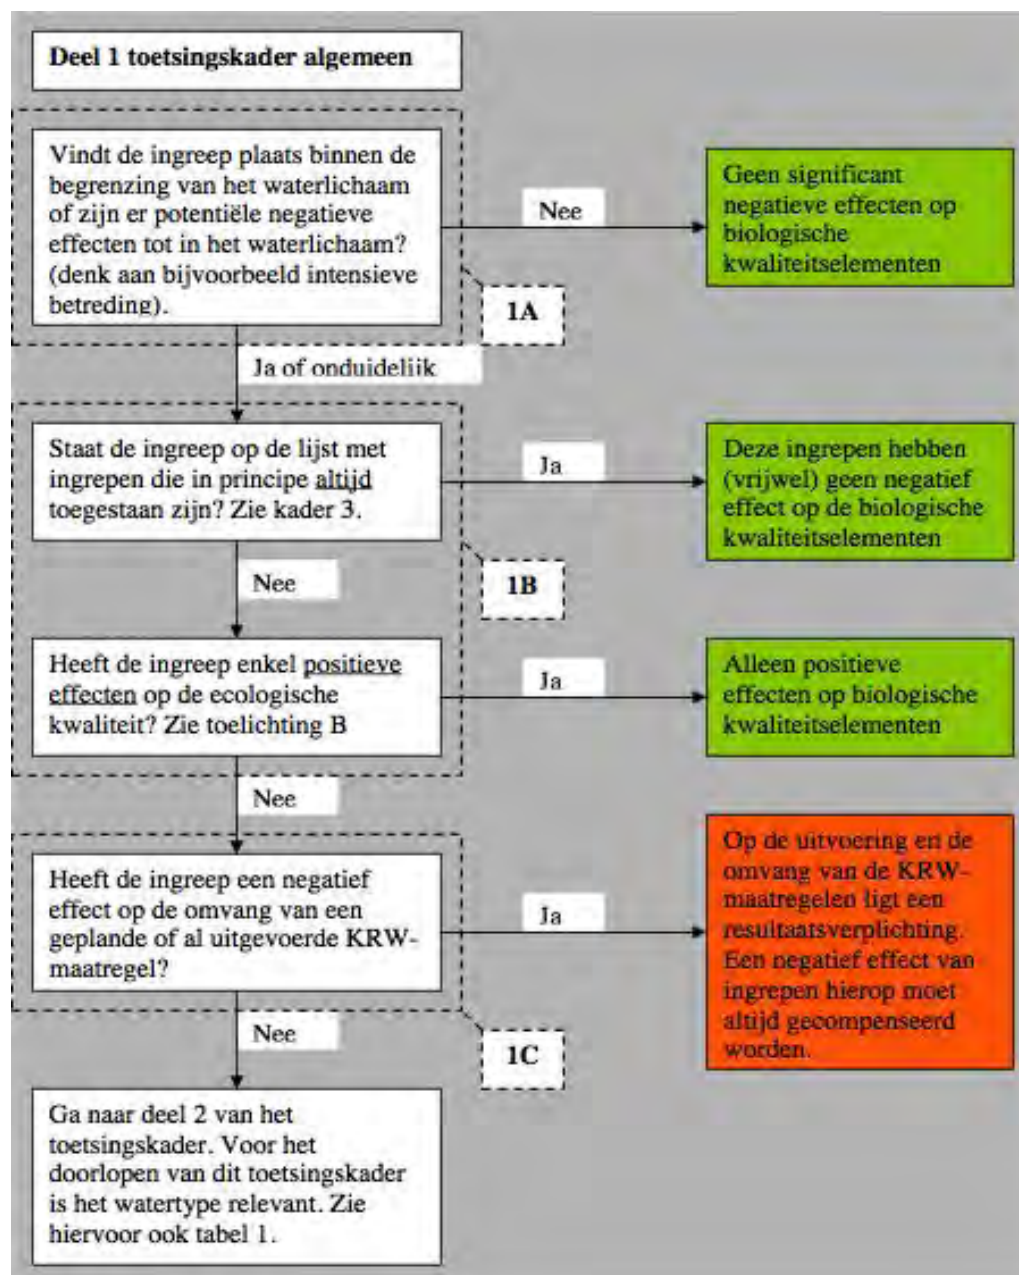 Deel 1 toetsingskader algemeen
Vindt de ingreep plaats binnen de
begrenzing van het waterlichaam
of zijn er potentiële negatieve
effecten tot in het waterlichaam?
(denk aan bijvoorbeeld intensieve
betreding).
Nee
Geen significant
negatieve effecten op
biologische
kwaliteitselementen
1A
Ja of onduidelijk
Staat de ingreep op de lijst met
ingrepen die in principe altijd
toegestaan zijn? Zie kader 3.
Ja
Deze ingrepen hebben
(vrijwel) geen negatief
effect op de biologische
kwaliteitselementen
Nee
1B
Heeft de ingreep enkel positieve
effecten op de ecologische
kwaliteit? Zie toelichting B
Ja
Alleen positieve
effecten op biologische
kwaliteitselementen
Nee
Heeft de ingreep een negatief
effect op de omvang van een
geplande of al uitgevoerde KRW-
maatregel?
Ja
Op de uitvoering en de
omvang van de KRW-
maatregelen ligt een
resultaatsverplichting.
Een negatief effect van
ingrepen hierop moet
altijd gecompenseerd
worden.
Nee
1C
Ga naar deel 2 van het
toetsingskader. Voor het
doorlopen van dit toetsingskader
is het watertype relevant. Zie
hiervoor ook tabel 1.